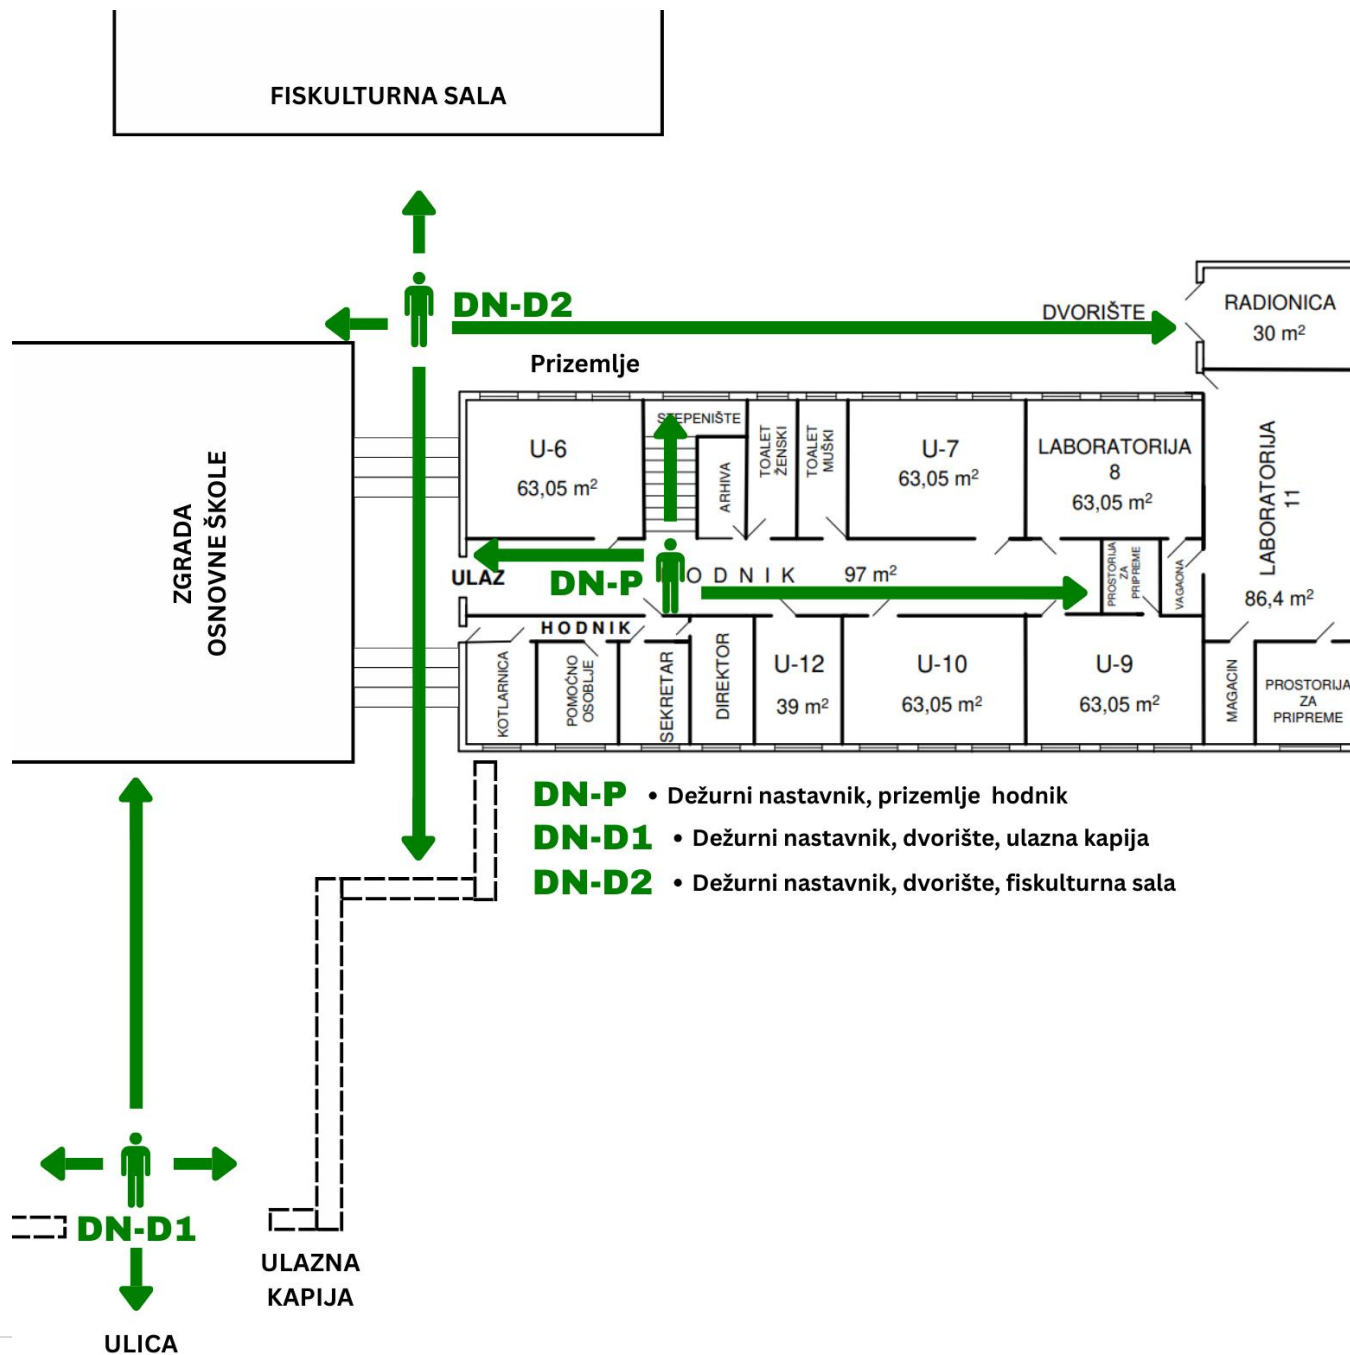 FISKULTURNA SALA
DN-D2
DVORIŠTE
RADIONICA
30 m²
Prizemlje
ZGRADA
OSNOVNE ŠKOLE
U-6
63,05 m²
STEPENIŠTE
ARHIVA
TOALET
ŽENSKI
TOALET
MUŠKI
U-7
63,05 m²
LABORATORIJA
8
63,05 m²
LABORATORIJA
11
86,4 m²
ULAZ
DN-P
ODNIK
97 m²
PROSTORIJA
ZA
PRIPREME
VAGAONA
HODNIK
KOTLARNICA
POMOĆNO
OSOBLJE
SEKRETAR
DIREKTOR
U-12
39 m²
U-10
63,05 m²
U-9
63,05 m²
MAGACIN
PROSTORIJA
ZA
PRIPREME
DN-P • Dežurni nastavnik, prizemlje hodnik
DN-D1 • Dežurni nastavnik, dvorište, ulazna kapija
DN-D2 • Dežurni nastavnik, dvorište, fiskulturna sala
DN-D1
ULAZNA
KAPIJA
ULICA